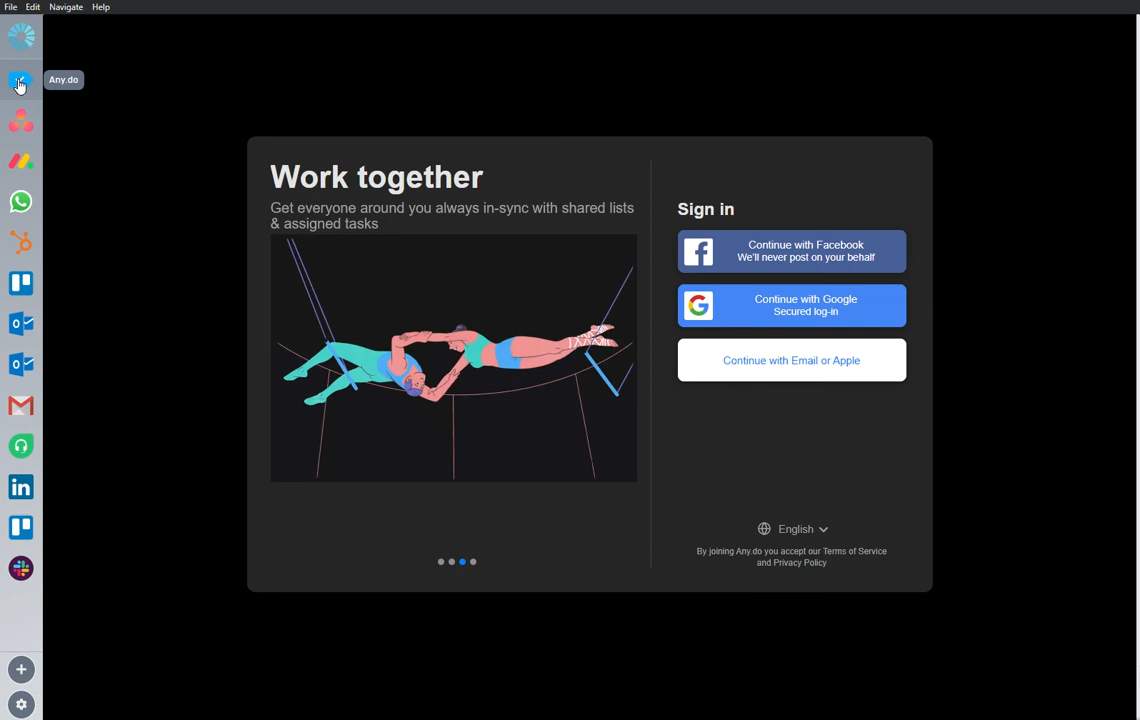 File Edit Navigate Help
Any.do
Work together
Get everyone around you always in-sync with shared lists
& assigned tasks
Sign in
Continue with Facebook
We'll never post on your behalf
Continue with Google
Secured log-in
Continue with Email or Apple
English
By joining Any.do you accept our Terms of Service
and Privacy Policy